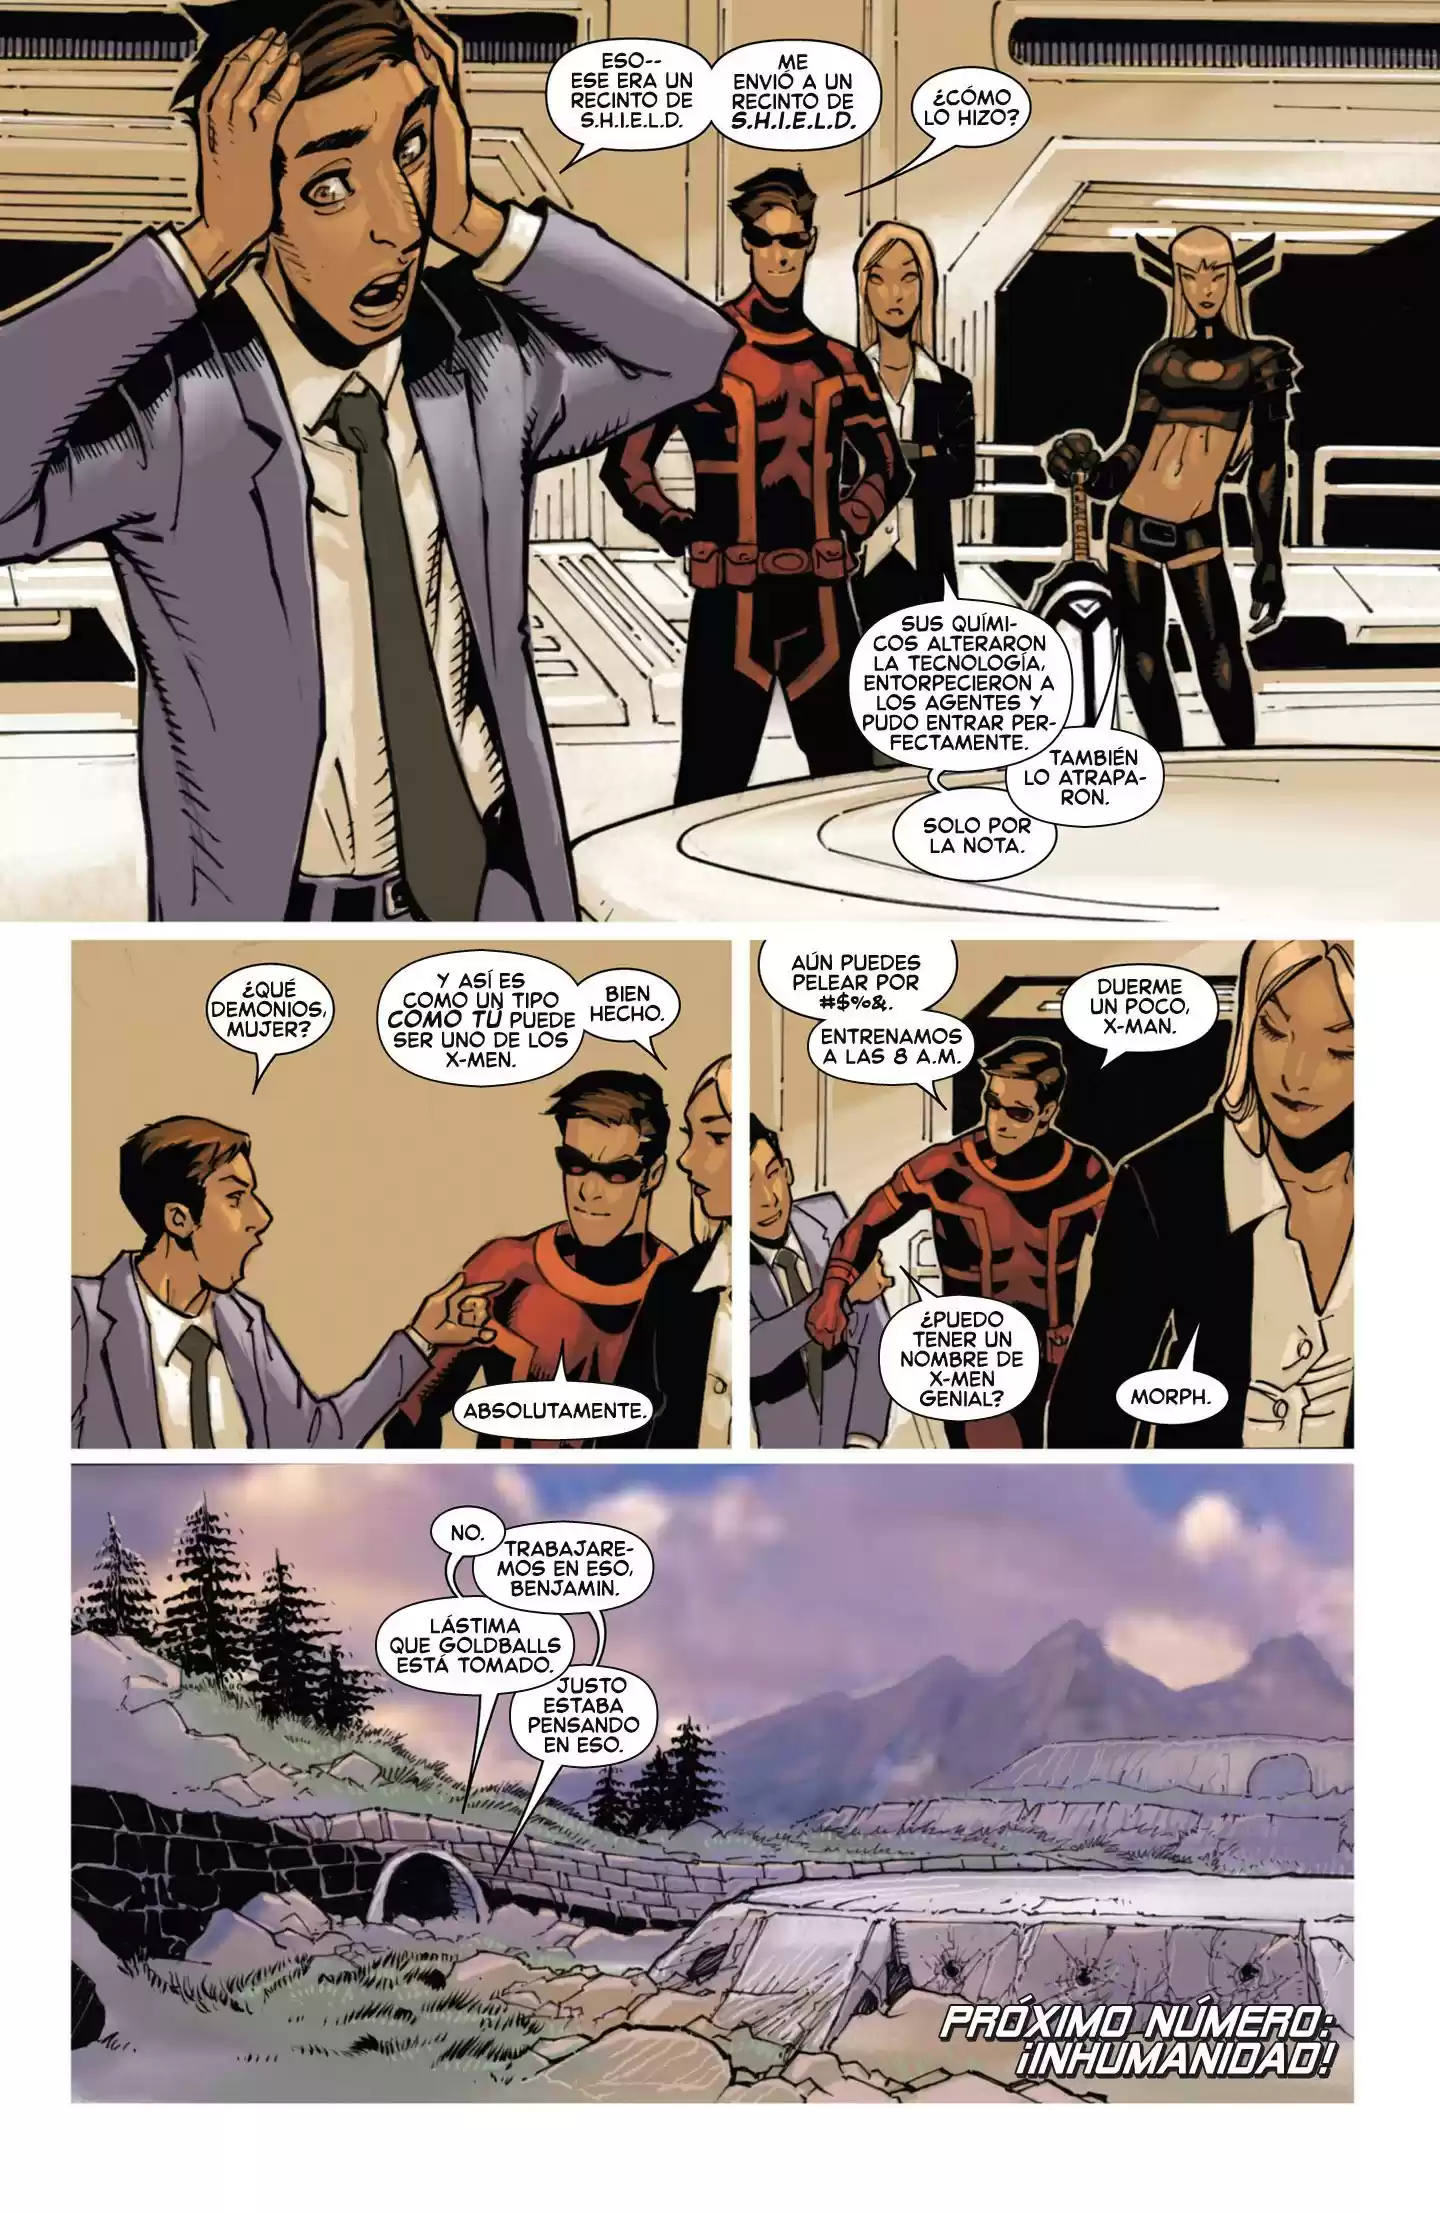 ESO--
ESE ERA UN
RECINTO DE
S.H.I.E.L.D.
ME
ENVIÓ A UN
RECINTO DE
S.H.I.E.L.D.
¿CÓMO
LO HIZO?
SUS QUÍMI-
COS ALTERARON
LA TECNOLOGÍA,
ENTORPECIERON A
LOS AGENTES Y
PUDO ENTRAR PER-
FECTAMENTE.
TAMBIÉN
LO ATRAPA-
RON.
SOLO POR
LA NOTA.
¿QUÉ
DEMONIOS,
MUJER?
Y ASÍ ES
COMO UN TIPO
COMO TÚ PUEDE
SER UNO DE LOS
X-MEN.
BIEN
HECHO.
ABSOLUTAMENTE.
AÚN PUEDES
PELEAR POR
#$%&.
ENTRENAMOS
A LAS 8 A.M.
DUERME
UN POCO,
X-MAN.
¿PUEDO
TENER UN
NOMBRE DE
X-MEN
GENIAL?
MORPH.
NO.
TRABAJARE-
MOS EN ESO,
BENJAMIN.
LÁSTIMA
QUE GOLDBALLS
ESTÁ TOMADO.
JUSTO
ESTABA
PENSANDO
EN ESO.
PRÓXIMO NÚMERO:
¡INHUMANIDAD!